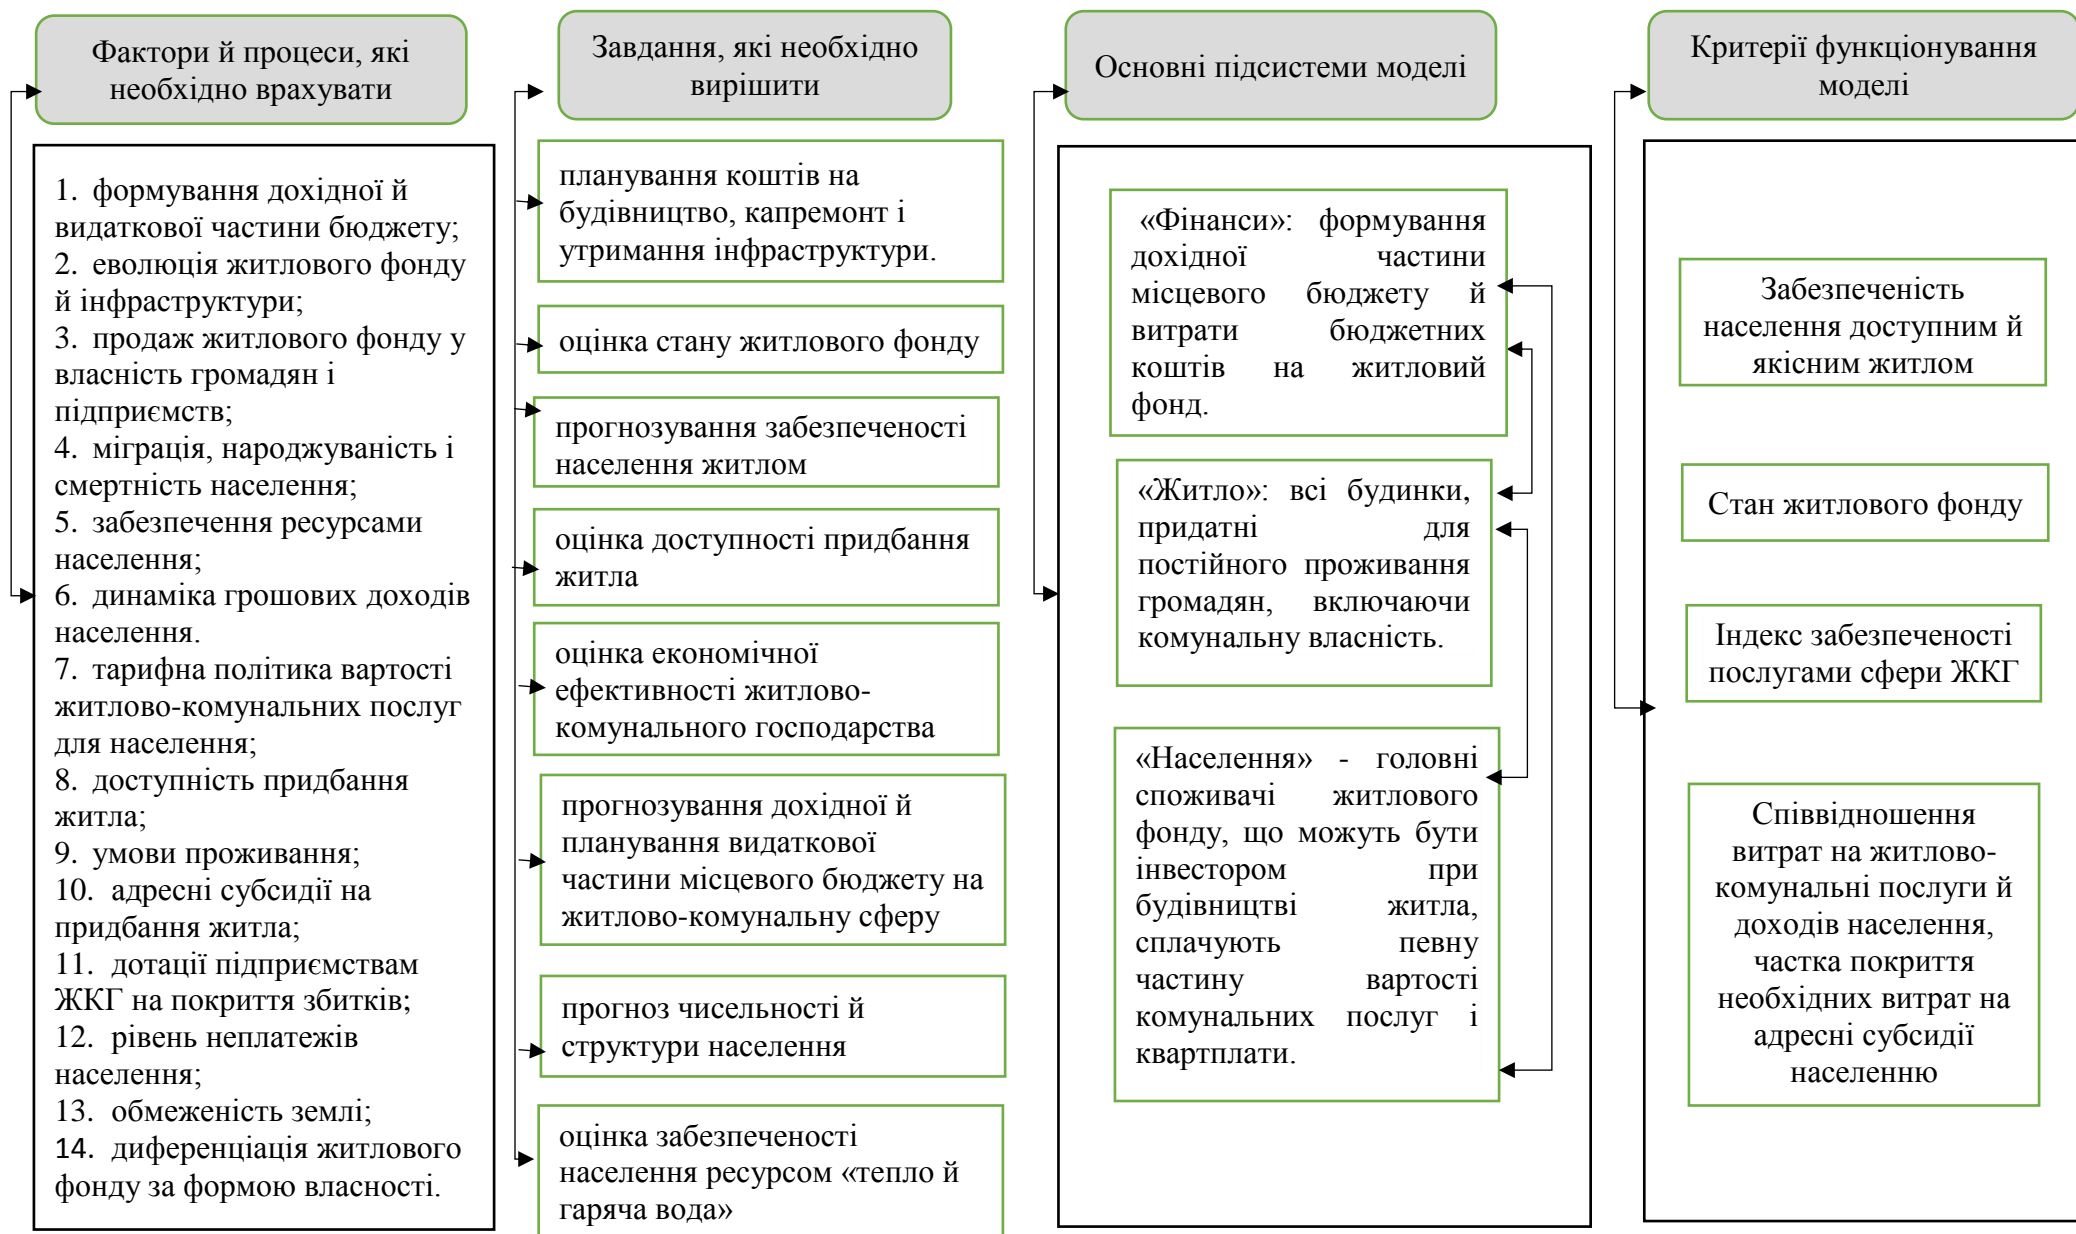 Фактори й процеси, які
необхідно врахувати
1. формування дохідної й
видаткової частини бюджету;
2. еволюція житлового фонду
й інфраструктури;
3. продаж житлового фонду у
власність громадян і
підприємств;
4. міграція, народжуваність і
смертність населення;
5. забезпечення ресурсами
населення;
6. динаміка грошових доходів
населення.
7. тарифна політика вартості
житлово-комунальних послуг
для населення;
8. доступність придбання
житла;
9. умови проживання;
10. адресні субсидії на
придбання житла;
11. дотації підприємствам
ЖКГ на покриття збитків;
12. рівень неплатежів
населення;
13. обмеженість землі;
14. диференціація житлового
фонду за формою власності.
Завдання, які необхідно
вирішити
планування коштів на
будівництво, капремонт і
утримання інфраструктури.
оцінка стану житлового фонду
прогнозування забезпеченості
населення житлом
оцінка доступності придбання
житла
оцінка економічної
ефективності житлово-
комунального господарства
прогнозування дохідної й
планування видаткової
частини місцевого бюджету на
житлово-комунальну сферу
прогноз чисельності й
структури населення
оцінка забезпеченості
населення ресурсом «тепло й
гаряча вода»
Основні підсистеми моделі
«Фінанси»: формування
дохідної частини
місцевого бюджету й
витрати бюджетних
коштів на житловий
фонд.
«Житло»: всі будинки,
придатні для
постійного проживання
громадян, включаючи
комунальну власність.
«Населення» - головні
споживачі житлового
фонду, що можуть бути
інвестором при
будівництві житла,
сплачують певну
частину вартості
комунальних послуг і
квартплати.
Критерії функціонування
моделі
Забезпеченість
населення доступним й
якісним житлом
Стан житлового фонду
Індекс забезпеченості
послугами сфери ЖКГ
Співвідношення
витрат на житлово-
комунальні послуги й
доходів населення,
частка покриття
необхідних витрат на
адресні субсидії
населенню